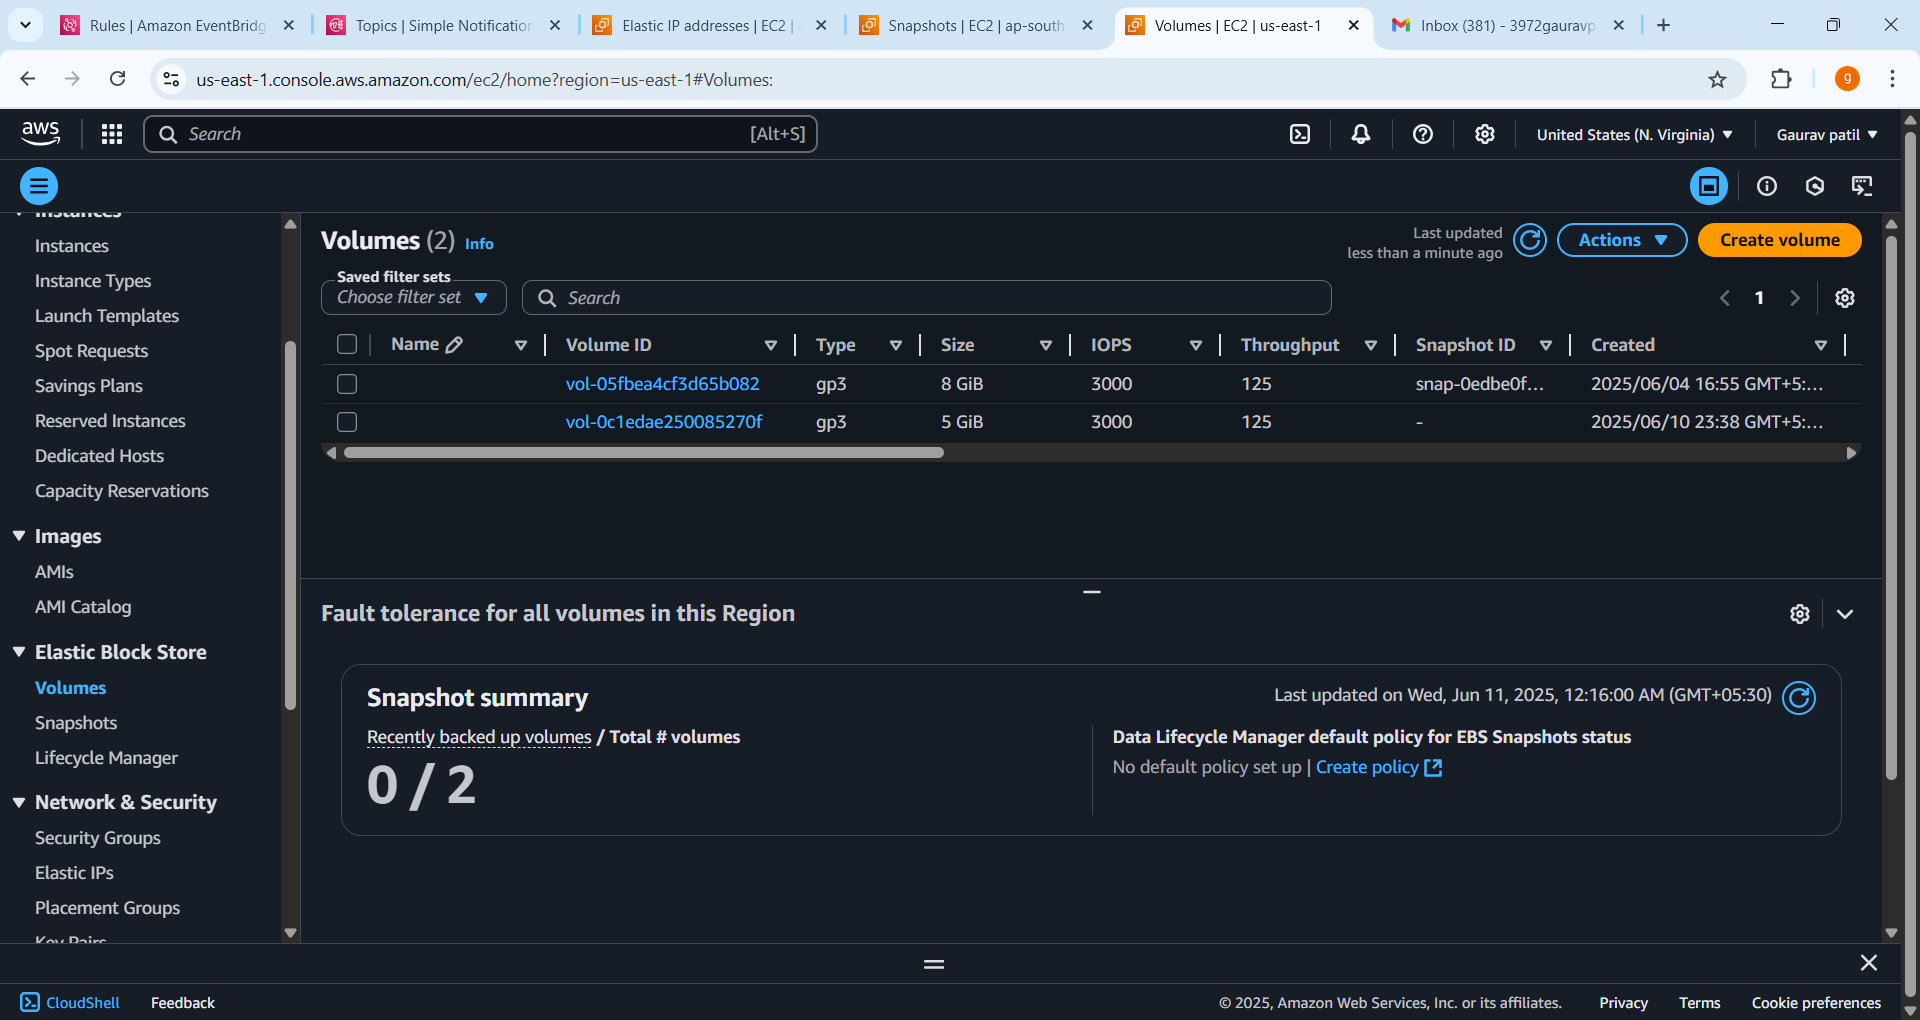 Rules | Amazon EventBridg
Topics | Simple Notification
Elastic IP addresses | EC2 |
Snapshots | EC2 | ap-south
Volumes | EC2 | us-east-1
Inbox (381) - 3972gauravp
us-east-1.console.aws.amazon.com/ec2/home?region=us-east-1#Volumes:
g
aws
Search
[Alt+S]
United States (N. Virginia)
Gaurav patil
Instances
Instances
Instance Types
Launch Templates
Spot Requests
Savings Plans
Reserved Instances
Dedicated Hosts
Capacity Reservations
Images
AMIs
AMI Catalog
Elastic Block Store
Volumes
Snapshots
Lifecycle Manager
Network & Security
Security Groups
Elastic IPs
Placement Groups
Key Pairs
Volumes (2) Info
Last updated
less than a minute ago
Actions
Create volume
Saved filter sets
Choose filter set
Search
1
Name Volume ID Type Size IOPS Throughput Snapshot ID Created
vol-05fbea4cf3d65b082 gp3 8 GiB 3000 125 snap-0edbe0f... 2025/06/04 16:55 GMT+5:...
vol-0c1edae250085270f gp3 5 GiB 3000 125 - 2025/06/10 23:38 GMT+5:...
Fault tolerance for all volumes in this Region
Snapshot summary
Last updated on Wed, Jun 11, 2025, 12:16:00 AM (GMT+05:30)
Recently backed up volumes / Total # volumes
0 / 2
Data Lifecycle Manager default policy for EBS Snapshots status
No default policy set up | Create policy
CloudShell
Feedback
© 2025, Amazon Web Services, Inc. or its affiliates.
Privacy
Terms
Cookie preferences